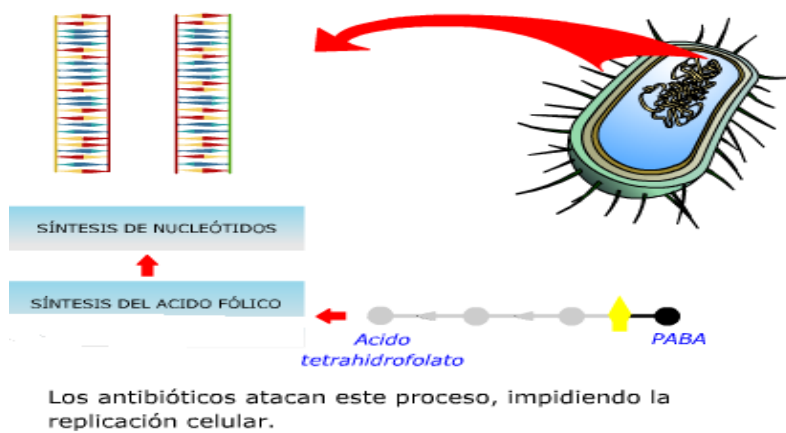 SÍNTESIS DE NUCLEÓTIDOS
SÍNTESIS DEL ACIDO FÓLICO
Acido
tetrahidrofolato
PABA
Los antibióticos atacan este proceso, impidiendo la
replicación celular.